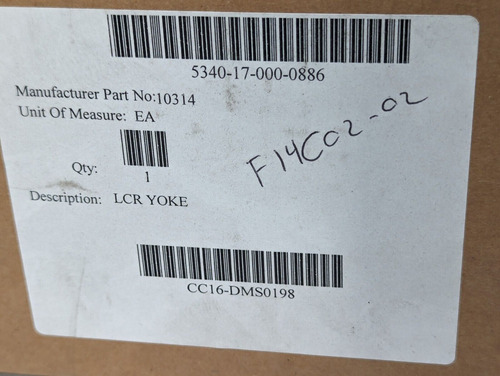 5340-17-000-0886
Manufacturer Part No:10314
Unit Of Measure: EA
F14C02-02
Qty:
1
Description: LCR YOKE
CC16-DMS0198